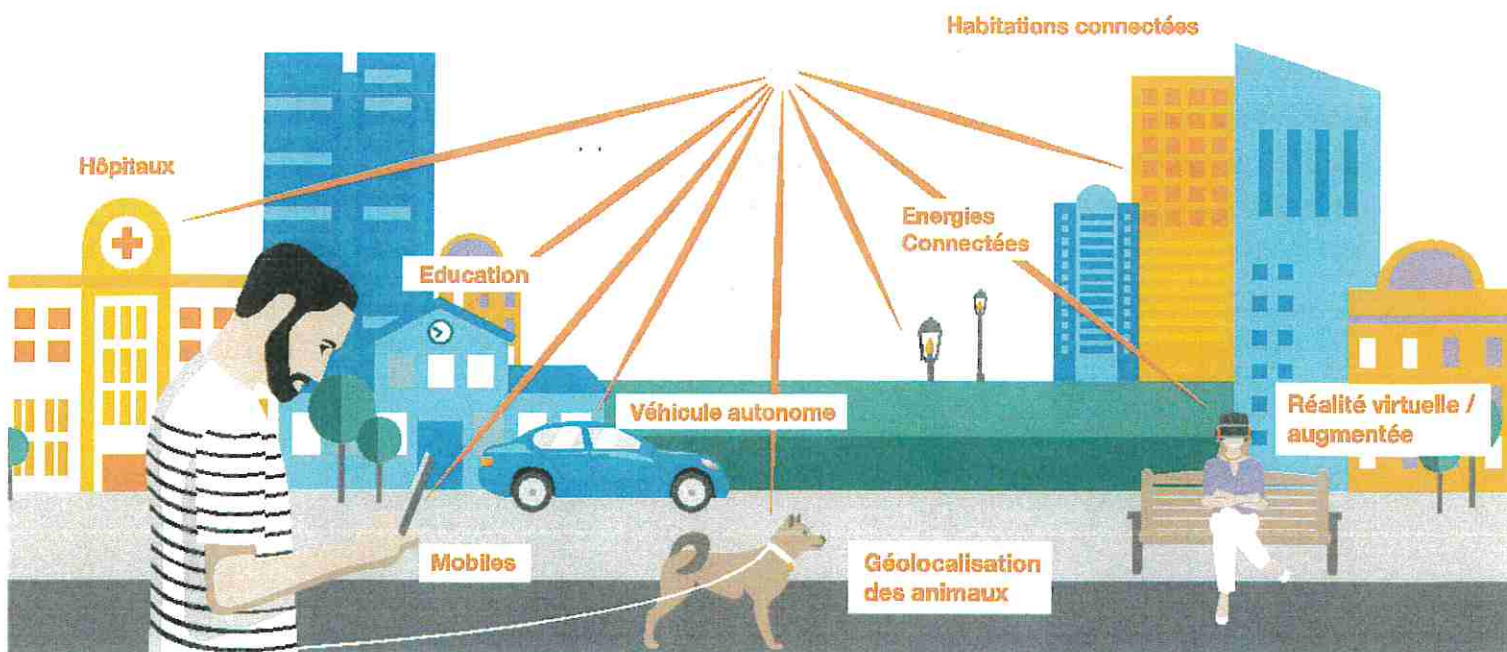 Habitations connectées
Hôpitaux
Energies
Connectées
Education
Véhicule autonome
Réalité virtuelle /
augmentée
Mobiles
Géolocalisation
des animaux